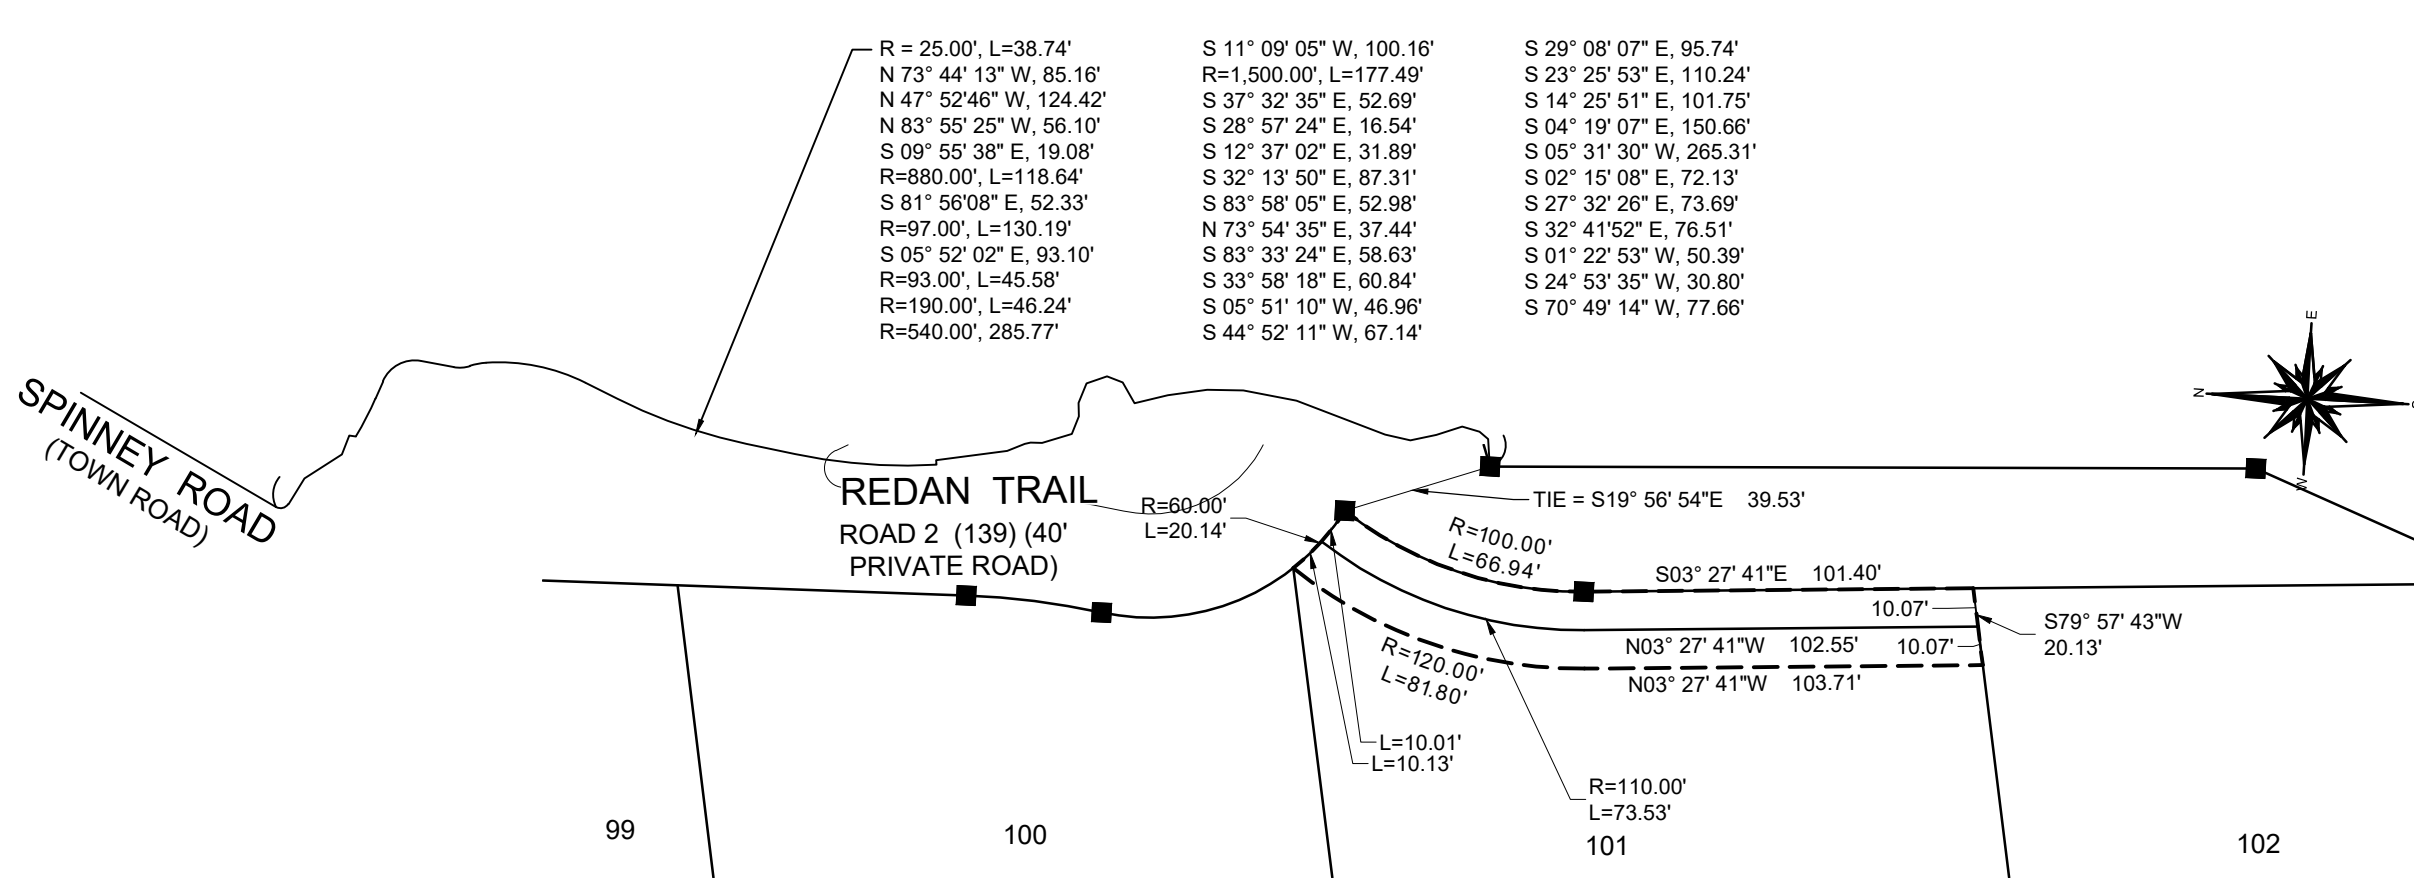 R = 25.00', L=38.74'
N 73° 44' 13" W, 85.16'
N 47° 52'46" W, 124.42'
N 83° 55' 25" W, 56.10'
S 09° 55' 38" E, 19.08'
R=880.00', L=118.64'
S 81° 56'08" E, 52.33'
R=97.00', L=130.19'
S 05° 52' 02" E, 93.10'
R=93.00', L=45.58'
R=190.00', L=46.24'
R=540.00', 285.77'
S 11° 09' 05" W, 100.16'
R=1,500.00', L=177.49'
S 37° 32' 35" E, 52.69'
S 28° 57' 24" E, 16.54'
S 12° 37' 02" E, 31.89'
S 32° 13' 50" E, 87.31'
S 83° 58' 05" E, 52.98'
N 73° 54' 35" E, 37.44'
S 83° 33' 24" E, 58.63'
S 33° 58' 18" E, 60.84'
S 05° 51' 10" W, 46.96'
S 44° 52' 11" W, 67.14'
S 29° 08' 07" E, 95.74'
S 23° 25' 53" E, 110.24'
S 14° 25' 51" E, 101.75'
S 04° 19' 07" E, 150.66'
S 05° 31' 30" W, 265.31'
S 02° 15' 08" E, 72.13'
S 27° 32' 26" E, 73.69'
S 32° 41'52" E, 76.51'
S 01° 22' 53" W, 50.39'
S 24° 53' 35" W, 30.80'
S 70° 49' 14" W, 77.66'
E
N
W
SPINNEY ROAD
(TOWN ROAD)
REDAN TRAIL
ROAD 2 (139) (40'
PRIVATE ROAD)
R=60.00'
L=20.14'
TIE = S19° 56' 54"E 39.53'
R=100.00'
L=66.94'
S03° 27' 41"E 101.40'
10.07'
S79° 57' 43"W
20.13'
N03° 27' 41"W 102.55'
10.07'
N03° 27' 41"W 103.71'
R=120.00'
L=81.80'
L=10.01'
L=10.13'
R=110.00'
L=73.53'
99
100
101
102